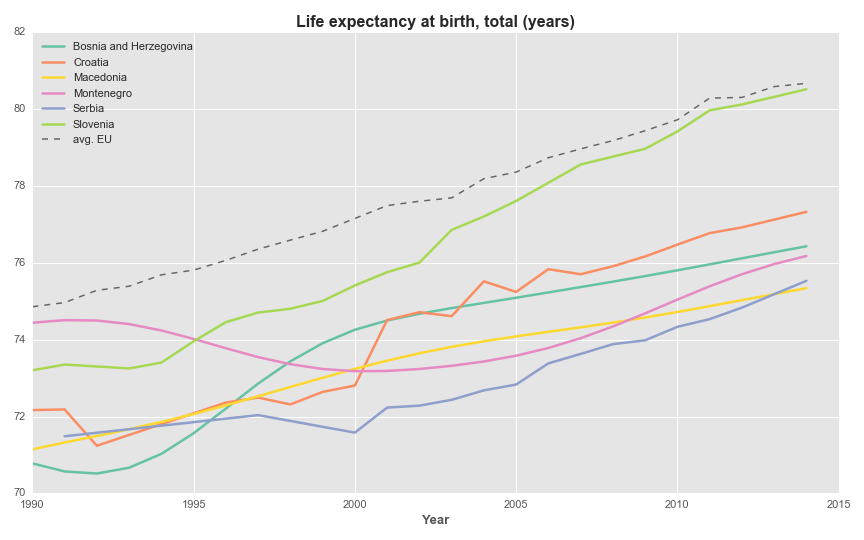 Life expectancy at birth, total (years)
82
80
78
76
74
72
70
Bosnia and Herzegovina
Croatia
Macedonia
Montenegro
Serbia
Slovenia
avg. EU
1990
1995
2000
2005
2010
2015
Year